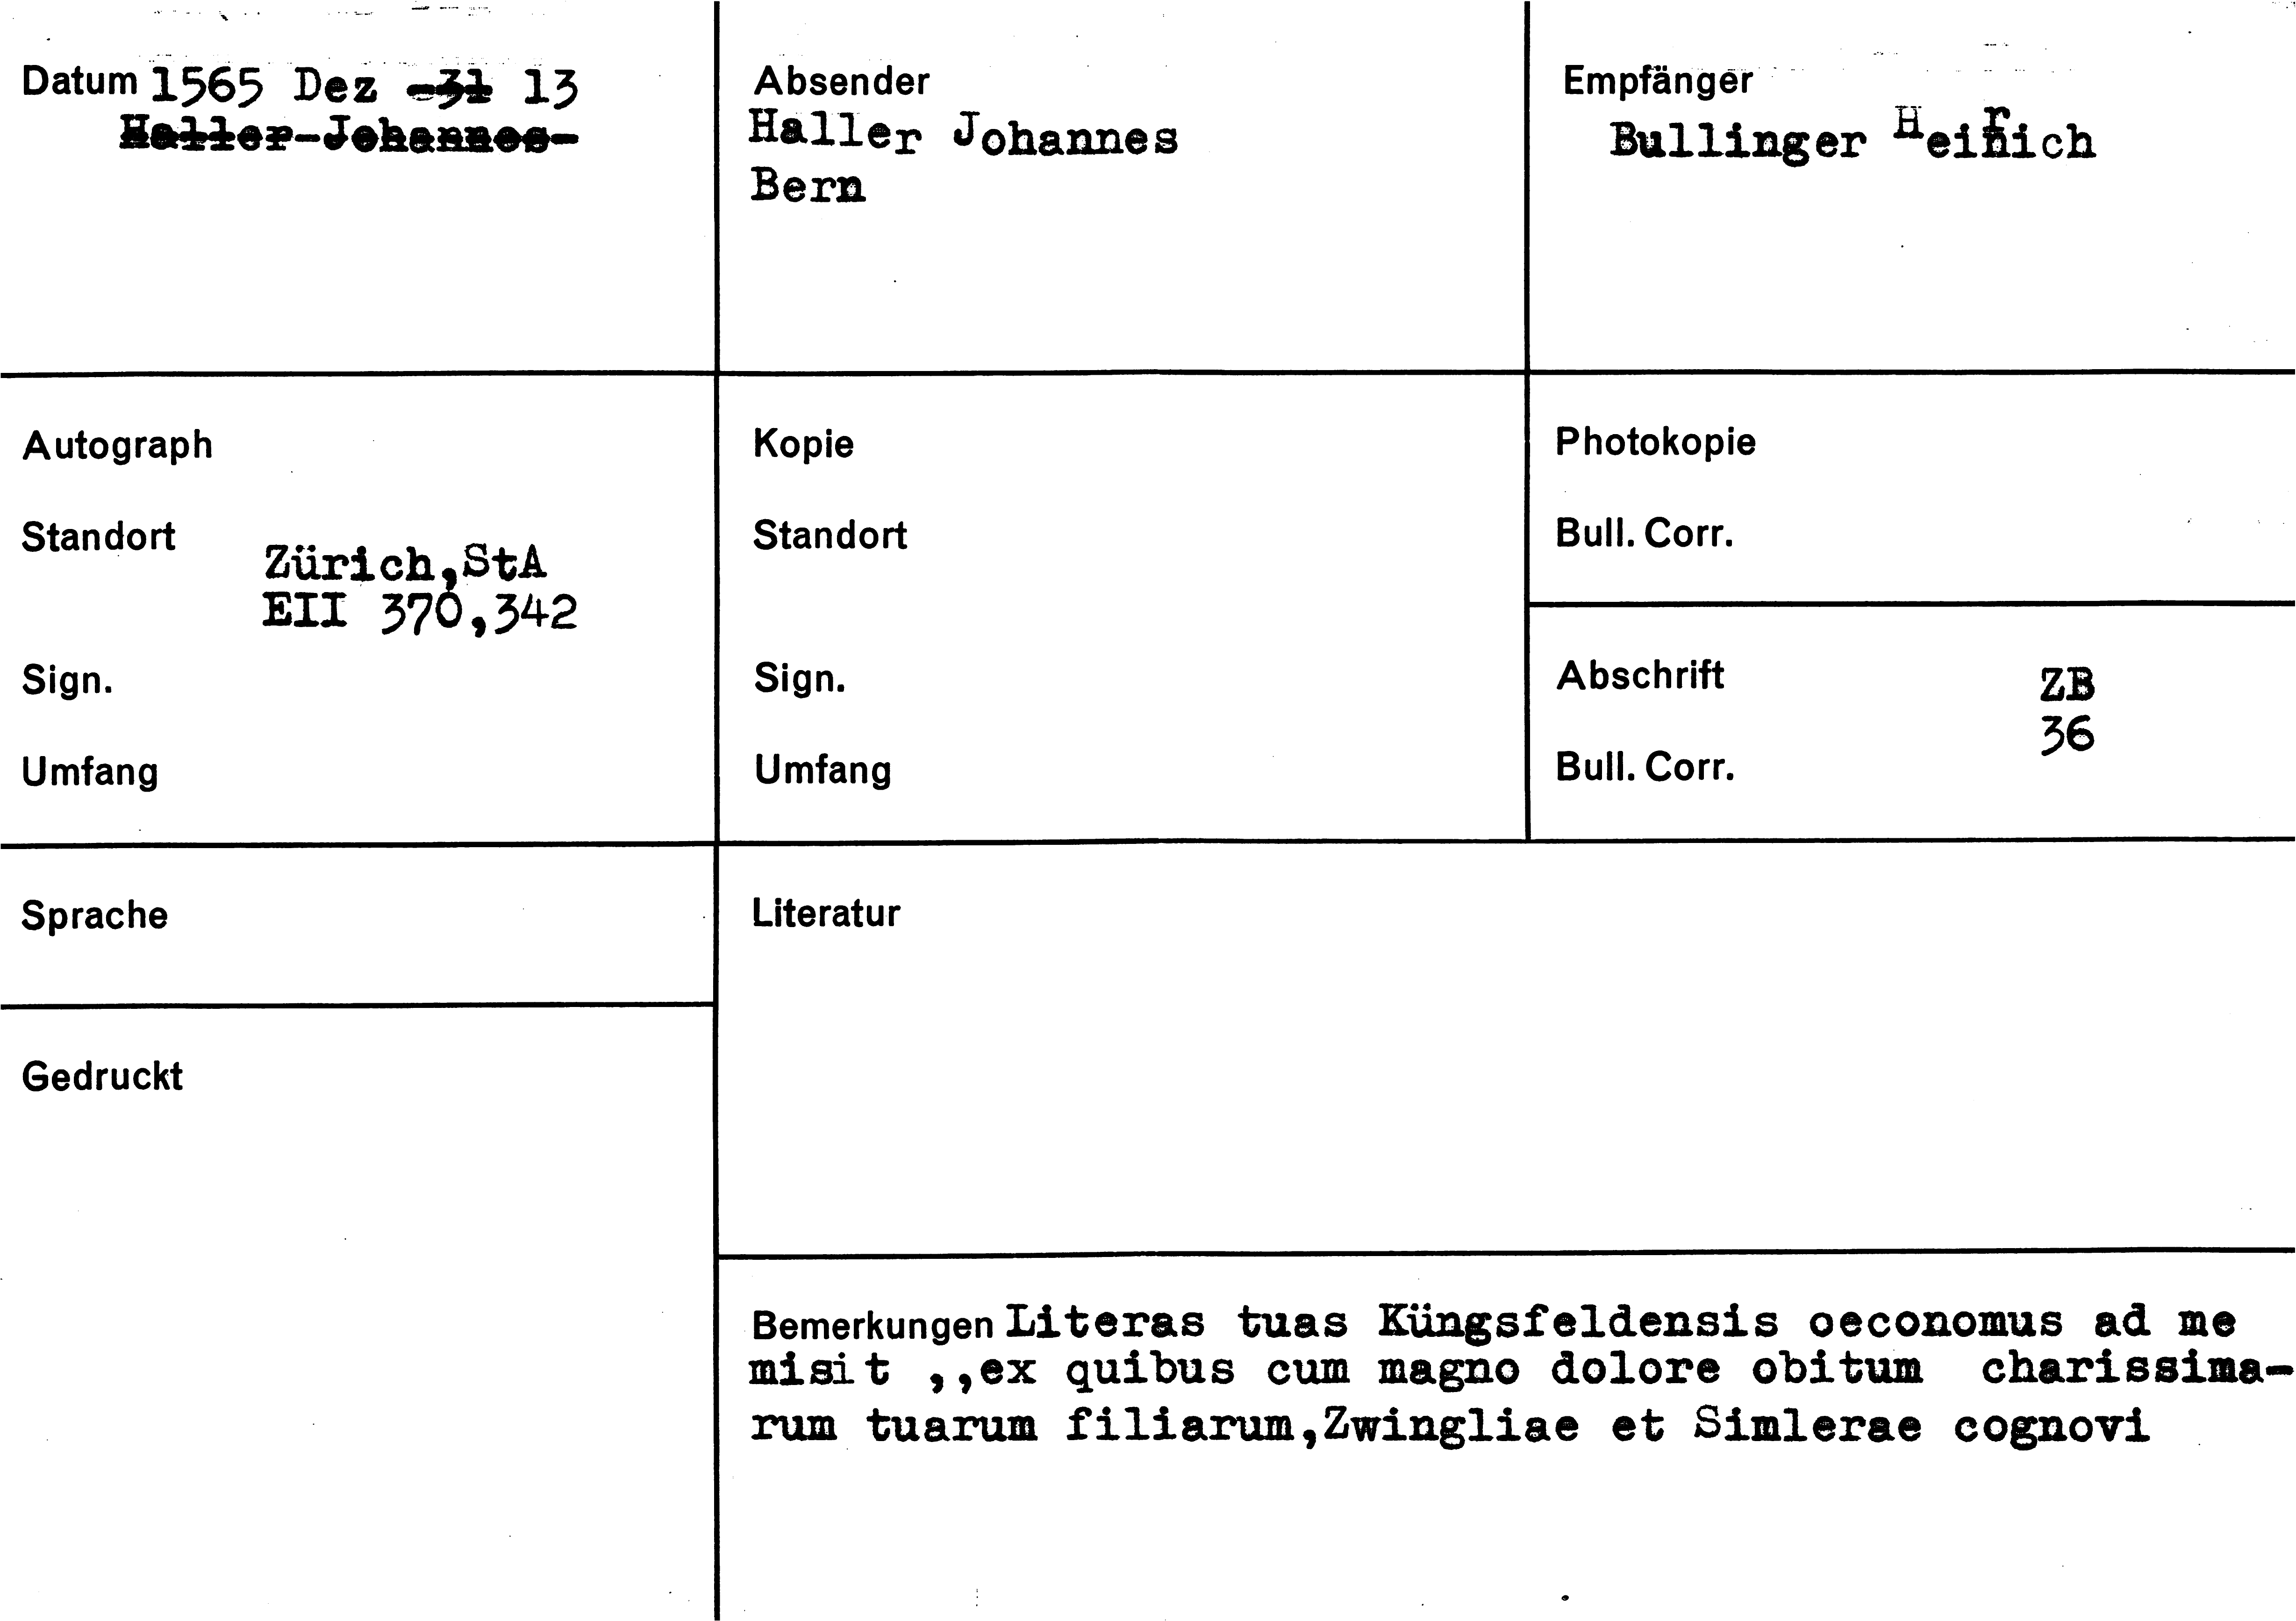 Datum 1565 Dez -31 13
Haller-Johannes-
Absender
Haller Johannes
Bern
Empfänger
Bullinger Heinrich
Autograph
Standort
Zürich,StA
EII 370,342
Sign.
Umfang
Kopie
Standort
Sign.
Umfang
Photokopie
Bull. Corr.
Abschrift ZB
36
Bull. Corr.
Sprache
Gedruckt
Literatur
Bemerkungen Literas tuas Küngsfeldensis oeconomus ad me
misit ,,ex quibus cum magno dolore obitum charissima-
rum tuarum filiarum,Zwingliae et Simlerae cognovi